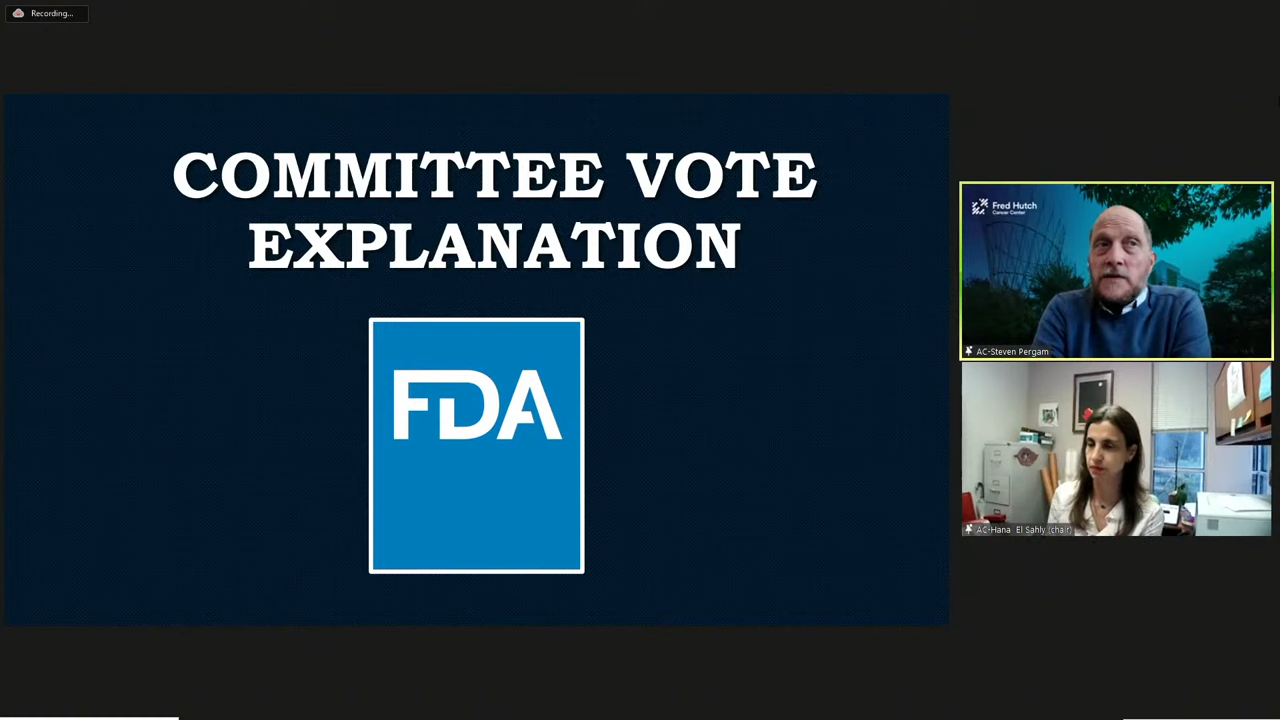 Recording...
COMMITTEE VOTE
EXPLANATION
FDA
Fred Hutch
Cancer Center
AC-Steven Pergam
AC-Hana El Sahly (chair)